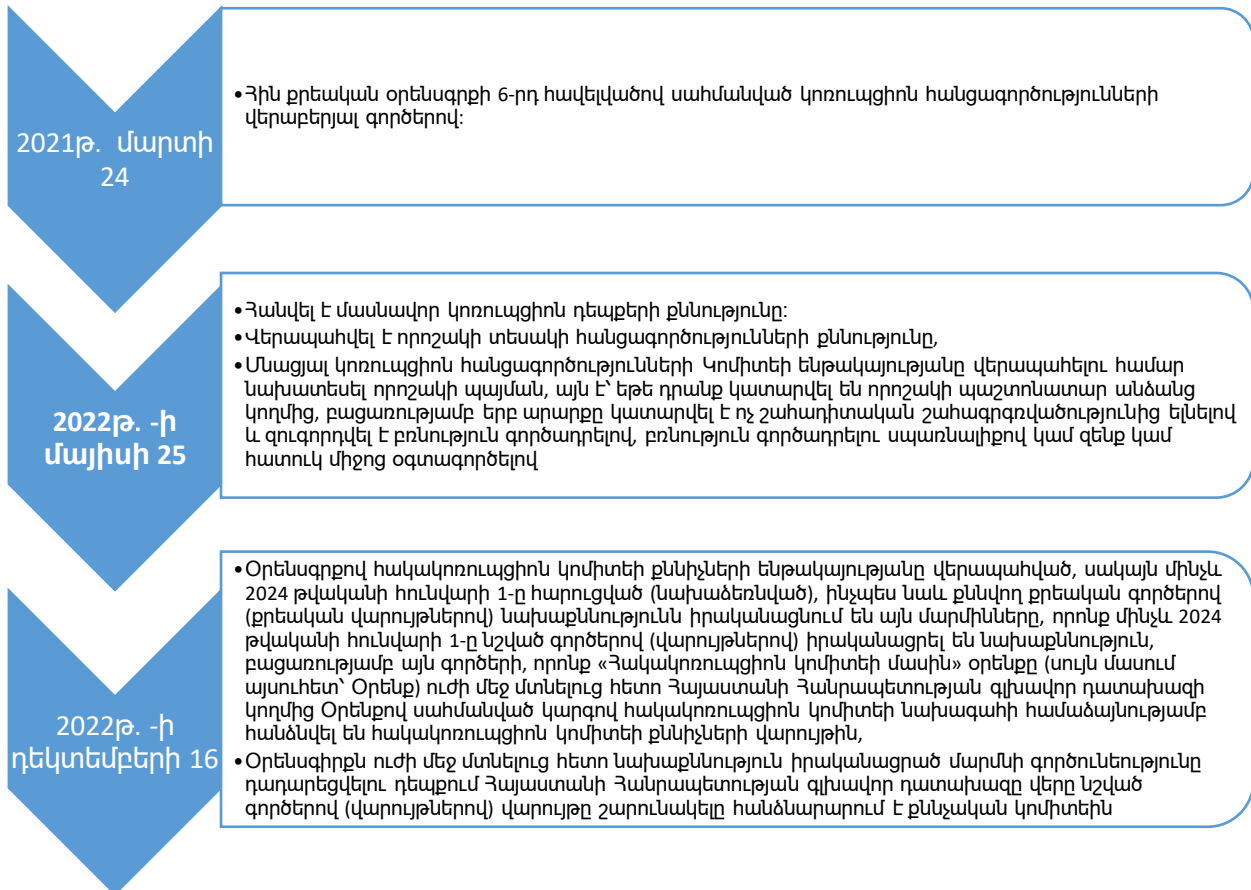 2021թ. մարտի
24
•Հին քրեական օրենսգրքի 6-րդ հավելվածով սահմանված կոռուպցիոն հանցագործությունների
վերաբերյալ գործերով:
2022թ. -ի
մայիսի 25
•Հանվել է մասնավոր կոռուպցիոն դեպքերի քննությունը:
•Վերապահվել է որոշակի տեսակի հանցագործությունների քննությունը,
•Մնացյալ կոռուպցիոն հանցագործությունների Կոմիտեի ենթակայությանը վերապահելու համար
նախատեսել որոշակի պայման, այն է՝ եթե դրանք կատարվել են որոշակի պաշտոնատար անձանց
կողմից, բացառությամբ երբ արարքը կատարվել է ոչ շահադիտական շահագրգռվածությունից ելնելով
և զուգորդվել է բռնություն գործադրելով, բռնություն գործադրելու սպառնալիքով կամ զենք կամ
հատուկ միջոց օգտագործելով
2022թ. -ի
դեկտեմբերի 16
•Օրենսգրքով հակակոռուպցիոն կոմիտեի քննիչների ենթակայությանը վերապահված, սակայն մինչև
2024 թվականի հունվարի 1-ը հարուցված (նախաձեռնված), ինչպես նաև քննվող քրեական գործերով
(քրեական վարույթներով) նախաքննությունն իրականացնում են այն մարմինները, որոնք մինչև 2024
թվականի հունվարի 1-ը նշված գործերով (վարույթներով) իրականացրել են նախաքննություն,
բացառությամբ այն գործերի, որոնք «Հակակոռուպցիոն կոմիտեի մասին» օրենքը (սույն մասում
այսուհետ՝ Օրենք) ուժի մեջ մտնելուց հետո Հայաստանի Հանրապետության գլխավոր դատախազի
կողմից Օրենքով սահմանված կարգով հակակոռուպցիոն կոմիտեի նախագահի համաձայնությամբ
հանձնվել են հակակոռուպցիոն կոմիտեի քննիչների վարույթին,
•Օրենսգիրքն ուժի մեջ մտնելուց հետո նախաքննություն իրականացրած մարմնի գործունեությունը
դադարեցվելու դեպքում Հայաստանի Հանրապետության գլխավոր դատախազը վերը նշված
գործերով (վարույթներով) վարույթը շարունակելը հանձնարարում է քննչական կոմիտեին